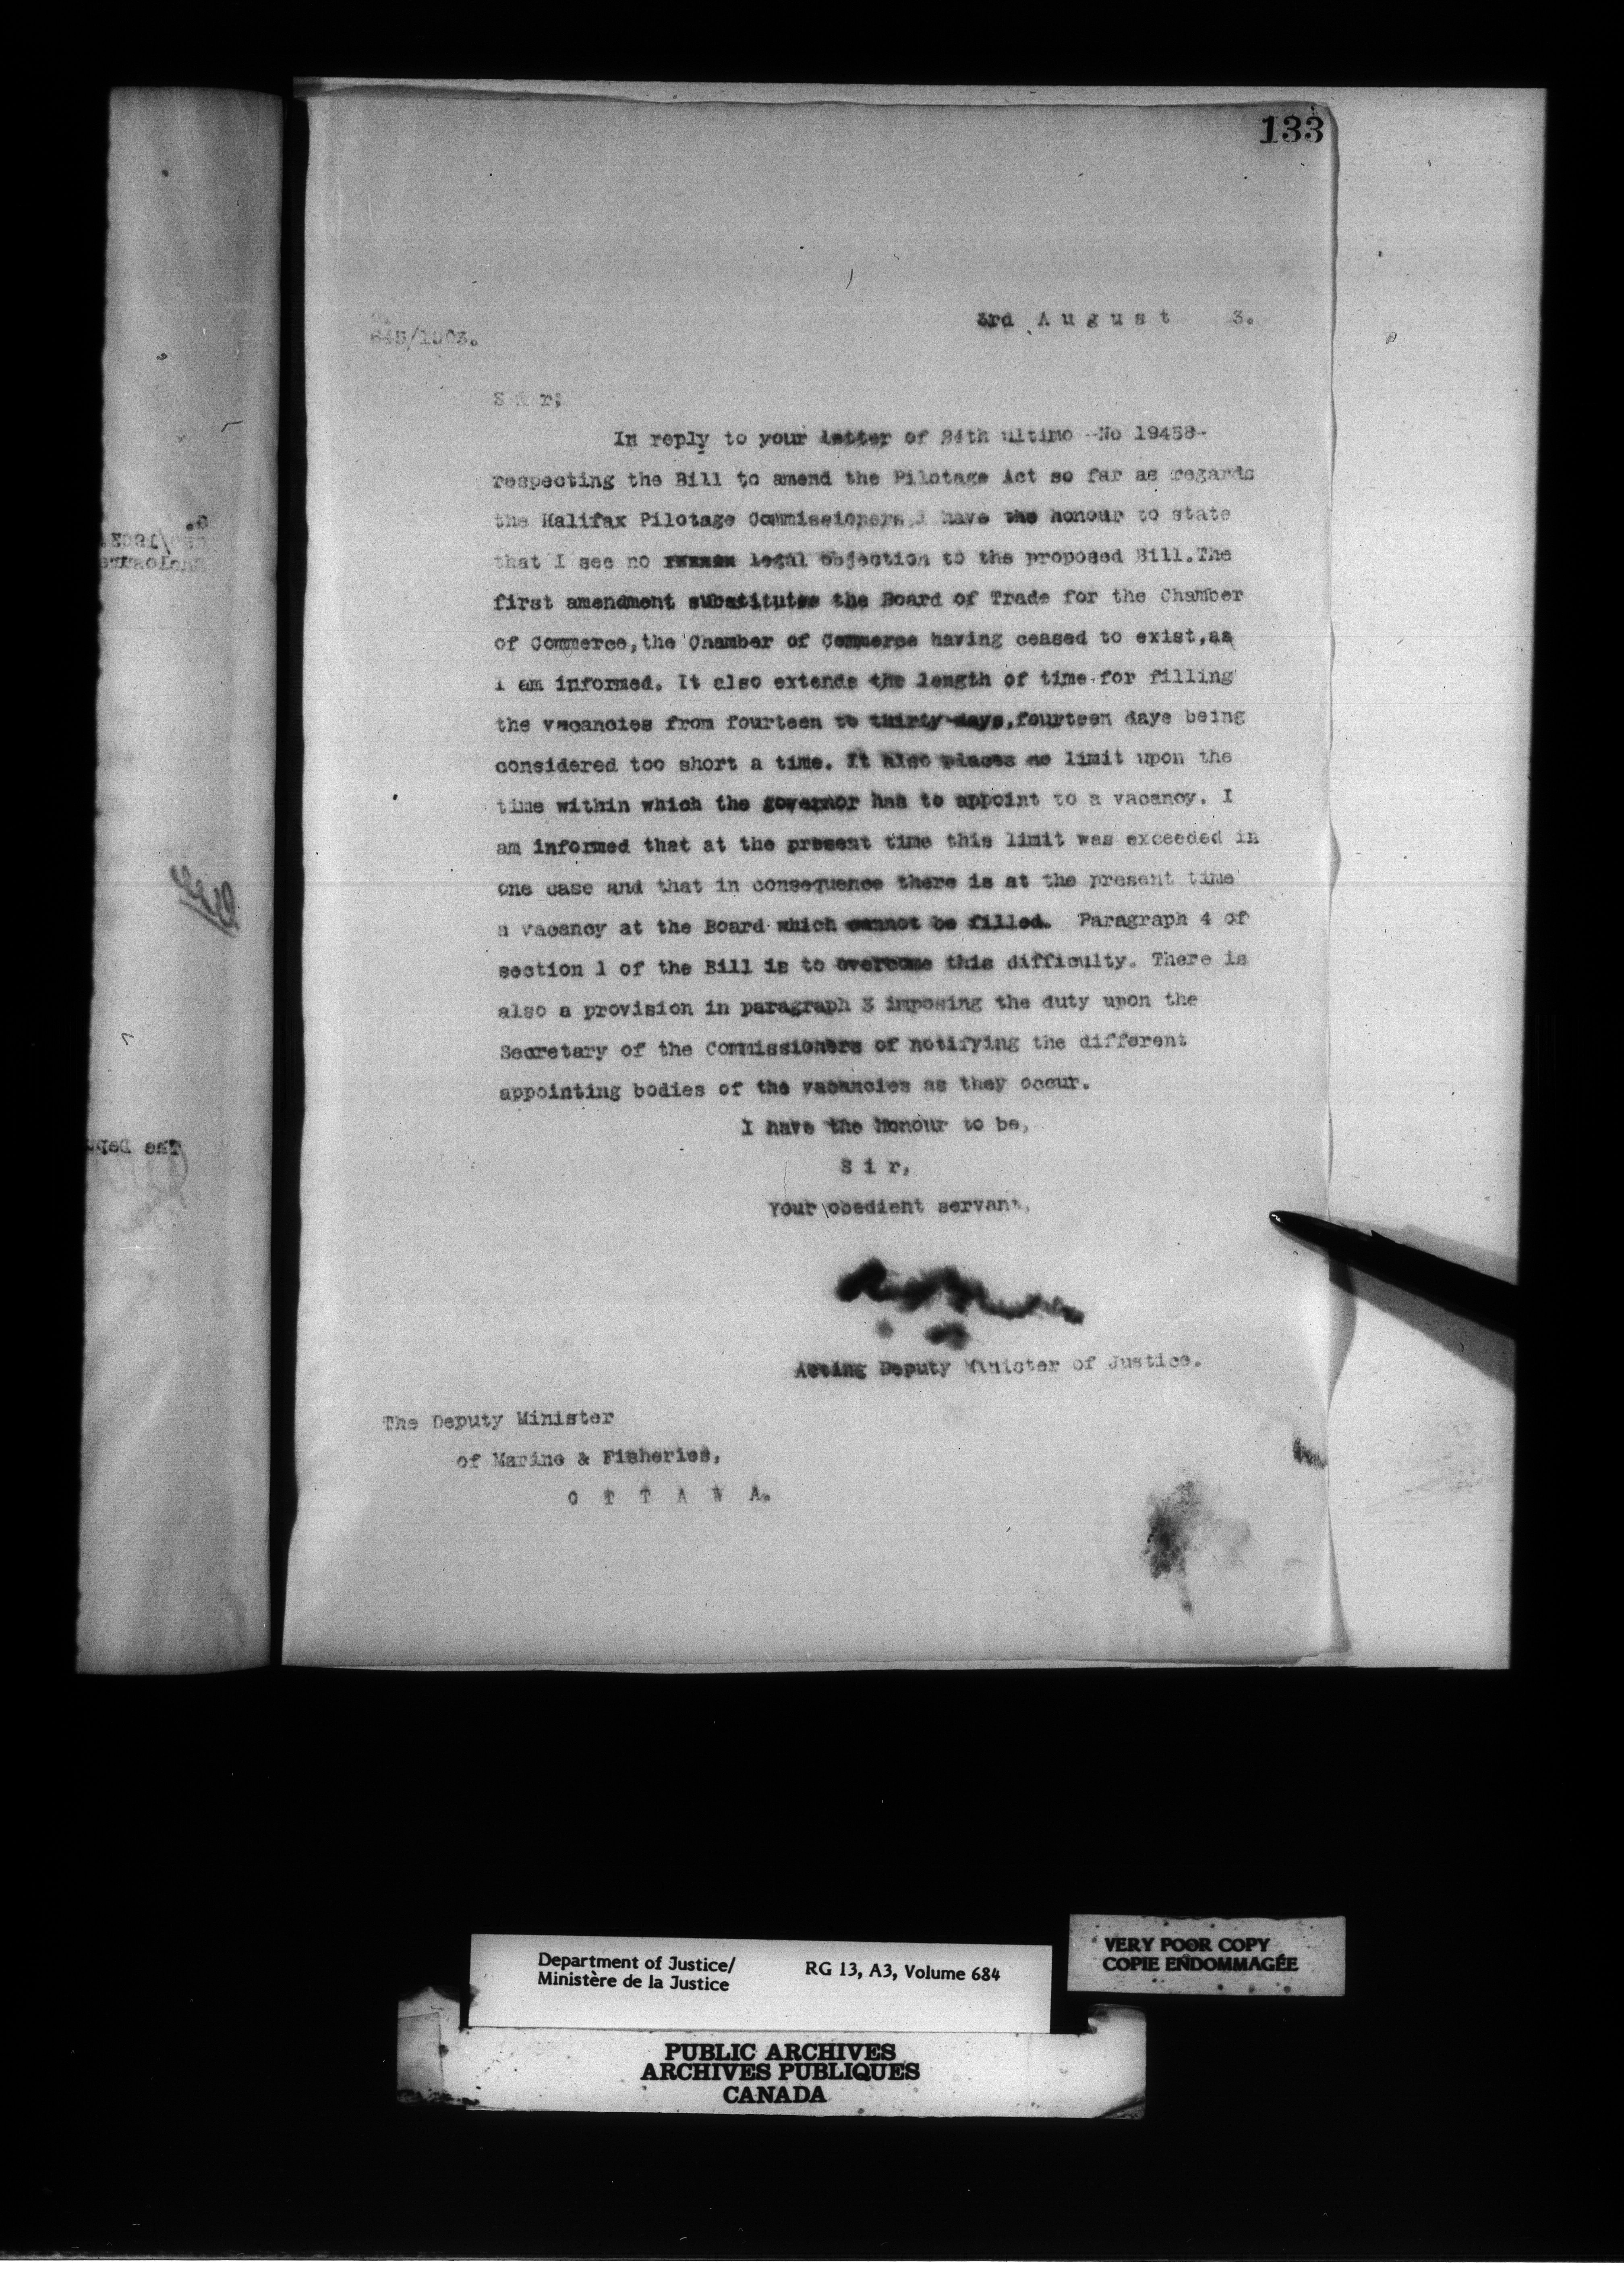 133
3rd August 3.
845/1903.
Sir;
In reply to your letter of 24th ultimo -No 19458-
respecting the Bill to amend the Pilotage Act so far as regards
the Halifax Pilotage Commissioners I have the honour to state
that I see no legal objection to the proposed Bill. The
first amendment substitutes the Board of Trade for the Chamber
of Commerce, the Chamber of Commerce having ceased to exist, as
I am informed. It also extends the length of time for filling
the vacancies from fourteen to thirty days, fourteen days being
considered too short a time. It also places no limit upon the
time within which the governor has to appoint to a vacancy. I
am informed that at the present time this limit was exceeded in
one case and that in consequence there is at the present time
a vacancy at the Board which cannot be filled. Paragraph 4 of
section 1 of the Bill is to overcome this difficulty. There is
also a provision in paragraph 3 imposing the duty upon the
Secretary of the Commissioners of notifying the different
appointing bodies of the vacancies as they occur.
I have the honour to be,
Sir,
Your obedient servant,
Acting Deputy Minister of Justice.
The Deputy Minister
of Marine & Fisheries,
OTTAWA.
Department of Justice/
Ministère de la Justice
RG 13, A3, Volume 684
VERY POOR COPY
COPIE ENDOMMAGÉE
PUBLIC ARCHIVES
ARCHIVES PUBLIQUES
CANADA